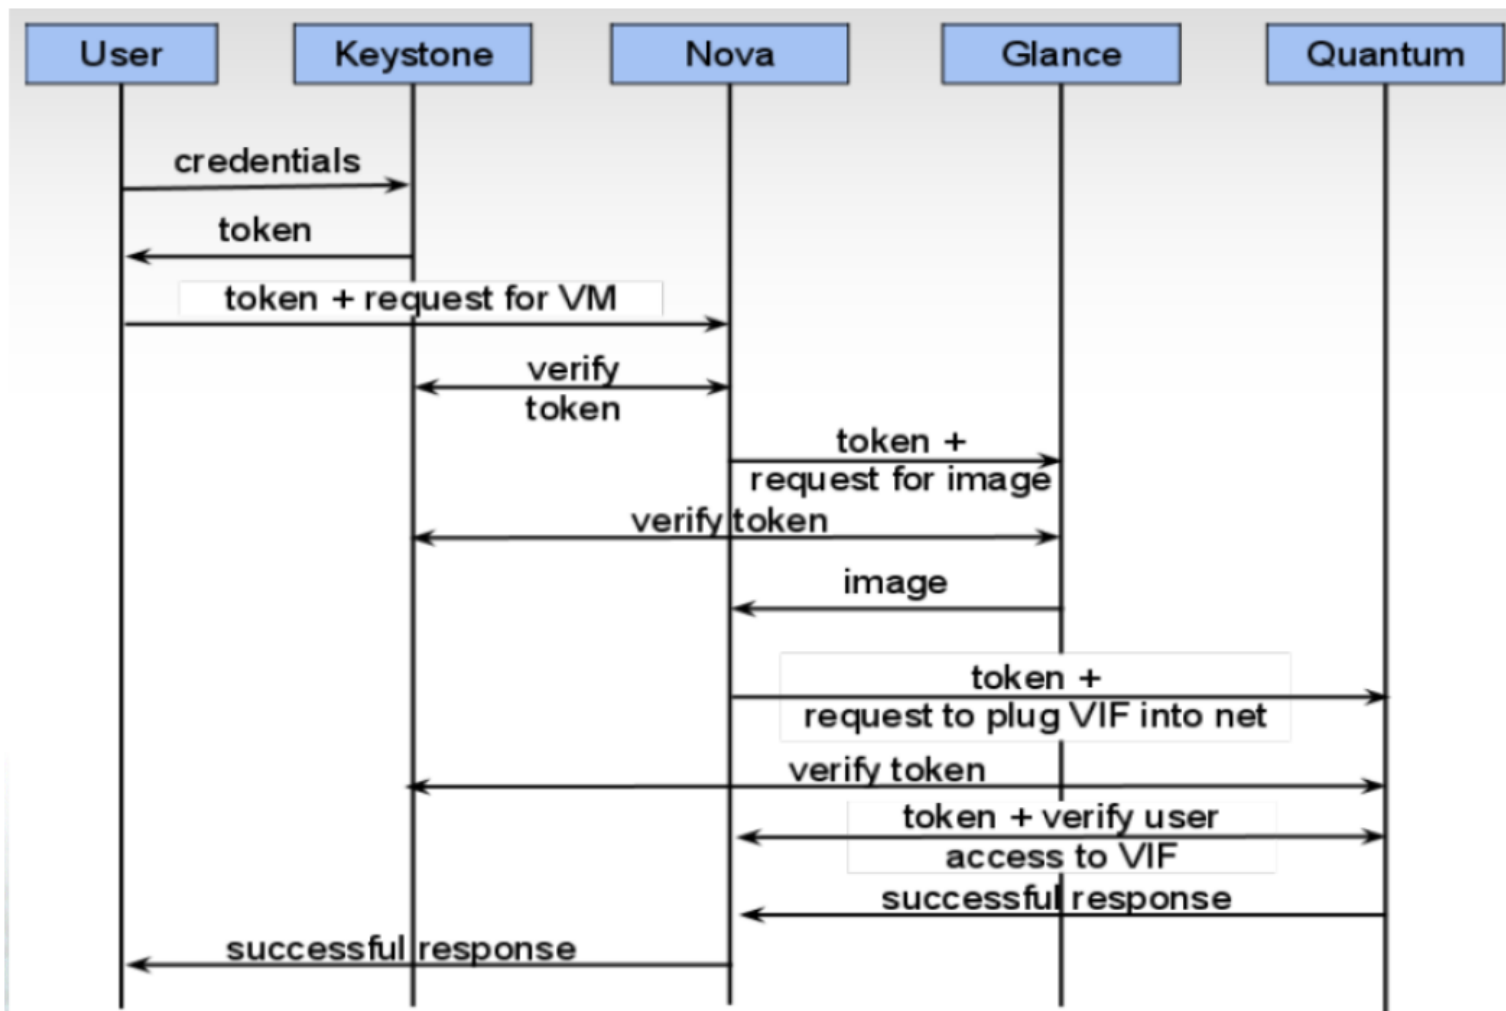 User
Keystone
Nova
Glance
Quantum
credentials
token
token + request for VM
verify
token
token +
request for image
verify token
image
token +
request to plug VIF into net
verify token
token + verify user
access to VIF
successful response
successful response